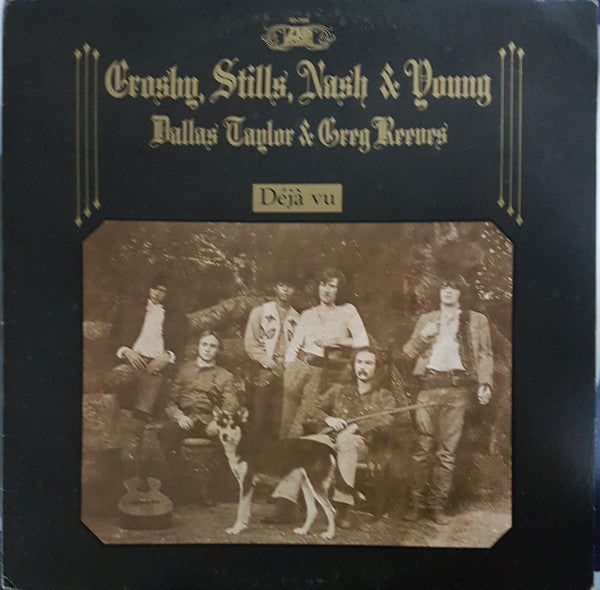 Crosby, Stills, Nash & Young
Dallas Taylor & Greg Reeves
Déjà vu